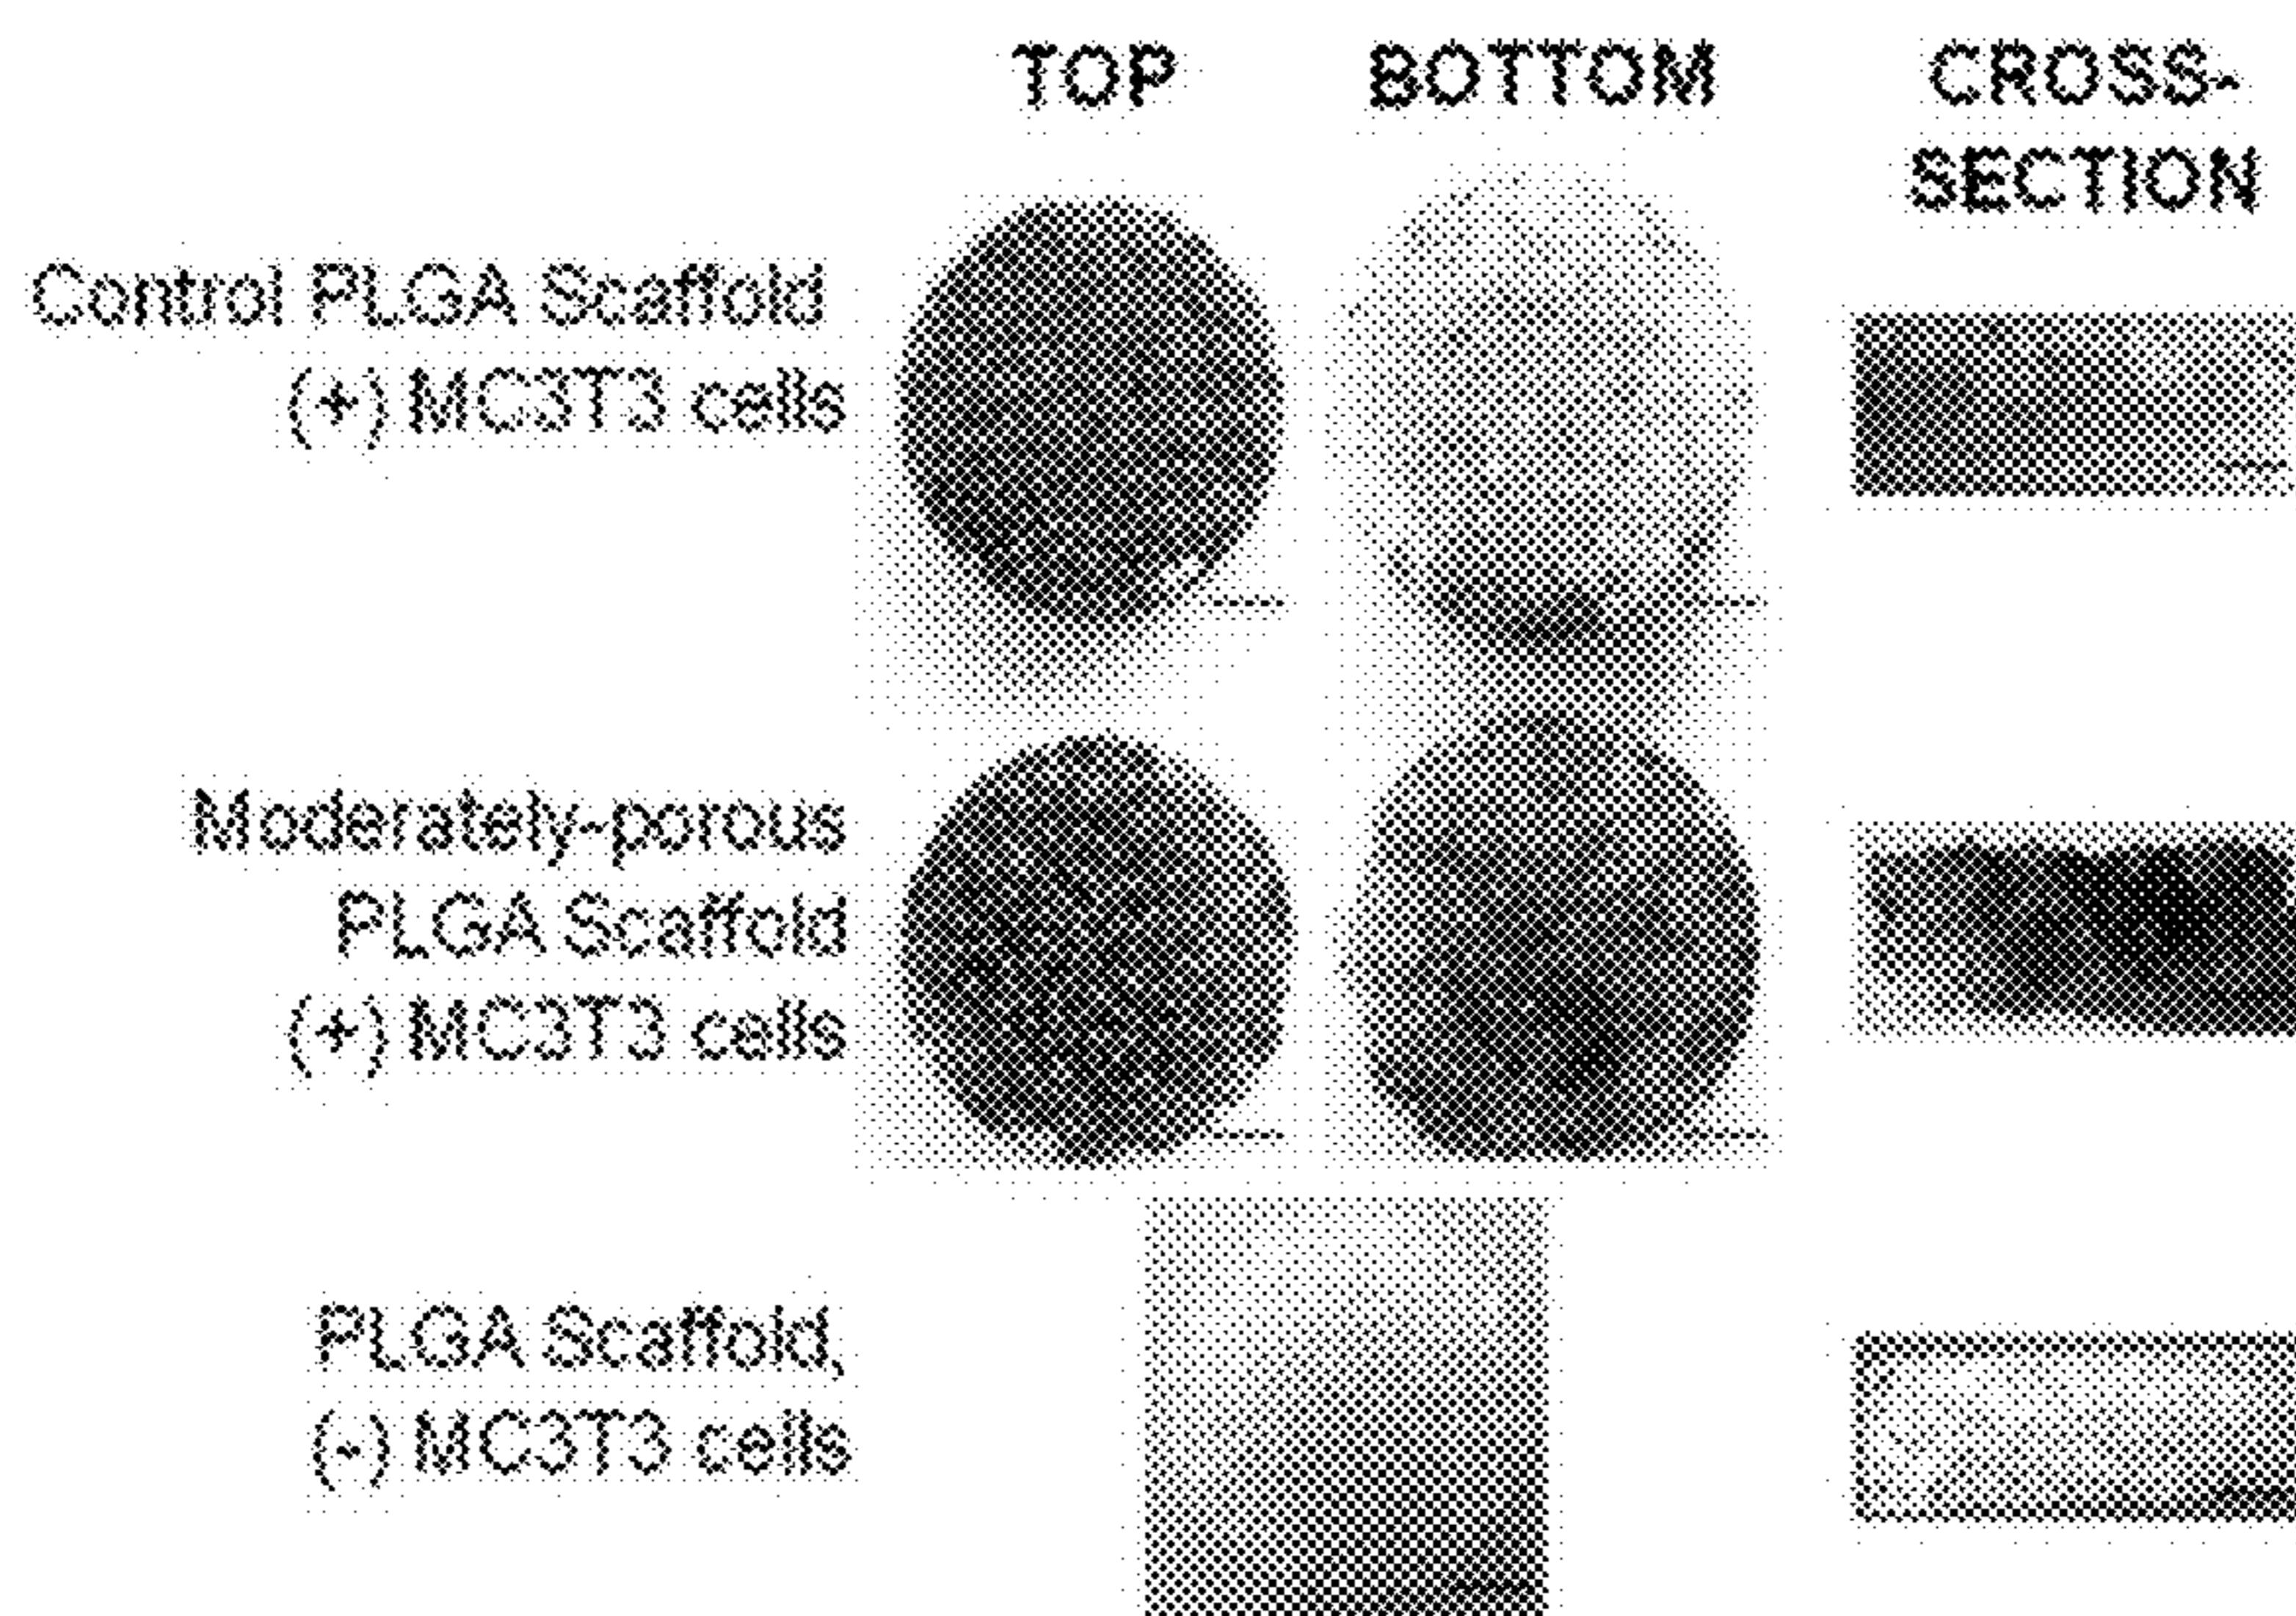 TOP BOTTOM CROSS-
SECTION
Control PLGA Scaffold
(+) MC3T3 cells
Moderately-porous
PLGA Scaffold
(+) MC3T3 cells
PLGA Scaffold,
(-) MC3T3 cells